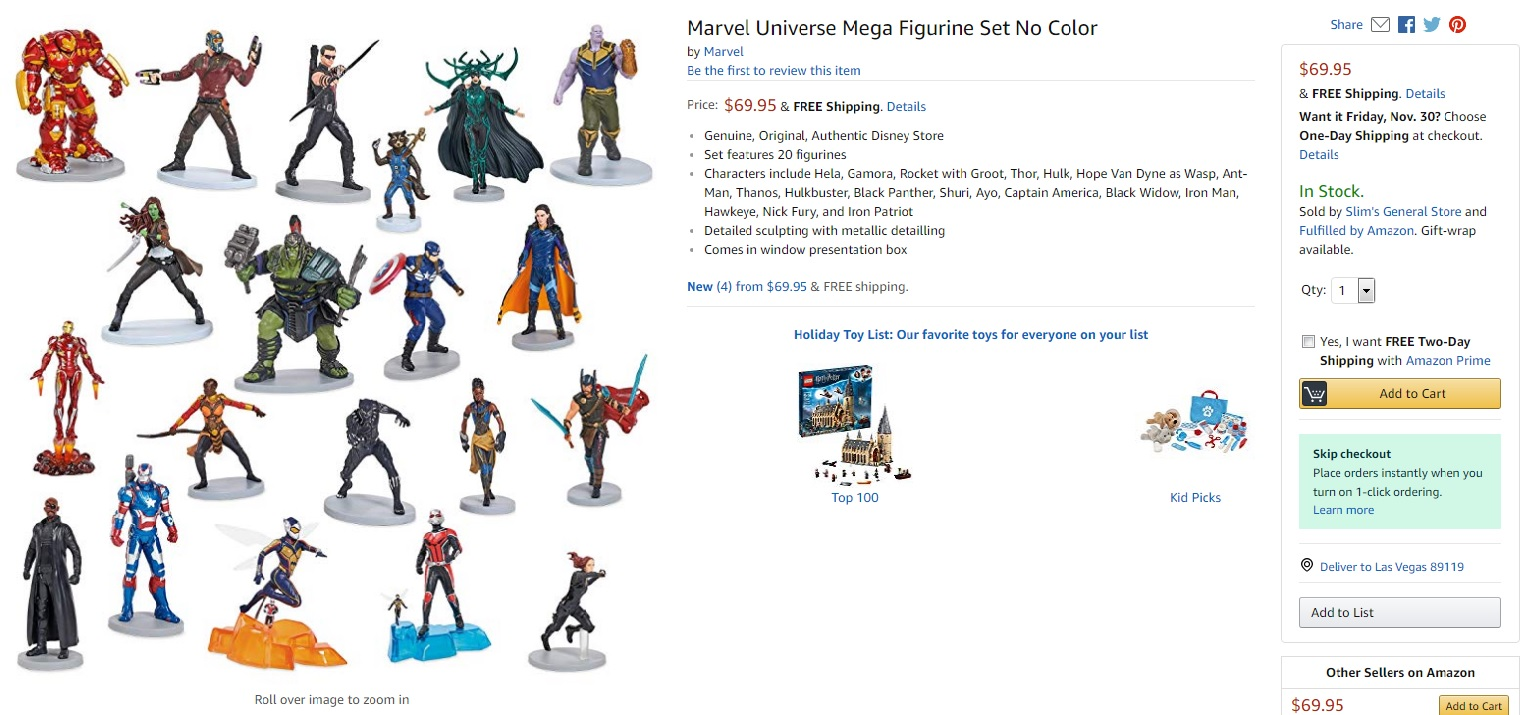 Marvel Universe Mega Figurine Set No Color
by Marvel
Be the first to review this item
Price: $69.95 & FREE Shipping. Details
• Genuine, Original, Authentic Disney Store
• Set features 20 figurines
• Characters include Hela, Gamora, Rocket with Groot, Thor, Hulk, Hope Van Dyne as Wasp, Ant-
Man, Thanos, Hulkbuster, Black Panther, Shuri, Ayo, Captain America, Black Widow, Iron Man,
Hawkeye, Nick Fury, and Iron Patriot
• Detailed sculpting with metallic detailling
• Comes in window presentation box
New (4) from $69.95 & FREE shipping.
Holiday Toy List: Our favorite toys for everyone on your list
Top 100
Kid Picks
Roll over image to zoom in
Share
$69.95
& FREE Shipping. Details
Want it Friday, Nov. 30? Choose
One-Day Shipping at checkout.
Details
In Stock.
Sold by Slim's General Store and
Fulfilled by Amazon. Gift-wrap
available.
Qty: 1
Yes, I want FREE Two-Day
Shipping with Amazon Prime
Add to Cart
Skip checkout
Place orders instantly when you
turn on 1-click ordering.
Learn more
Deliver to Las Vegas 89119
Add to List
Other Sellers on Amazon
$69.95
Add to Cart